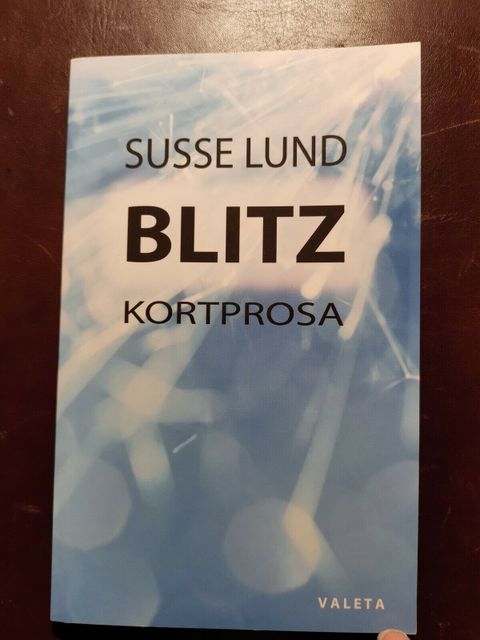 SUSSE LUND
BLITZ
KORTPROSA
VALETA